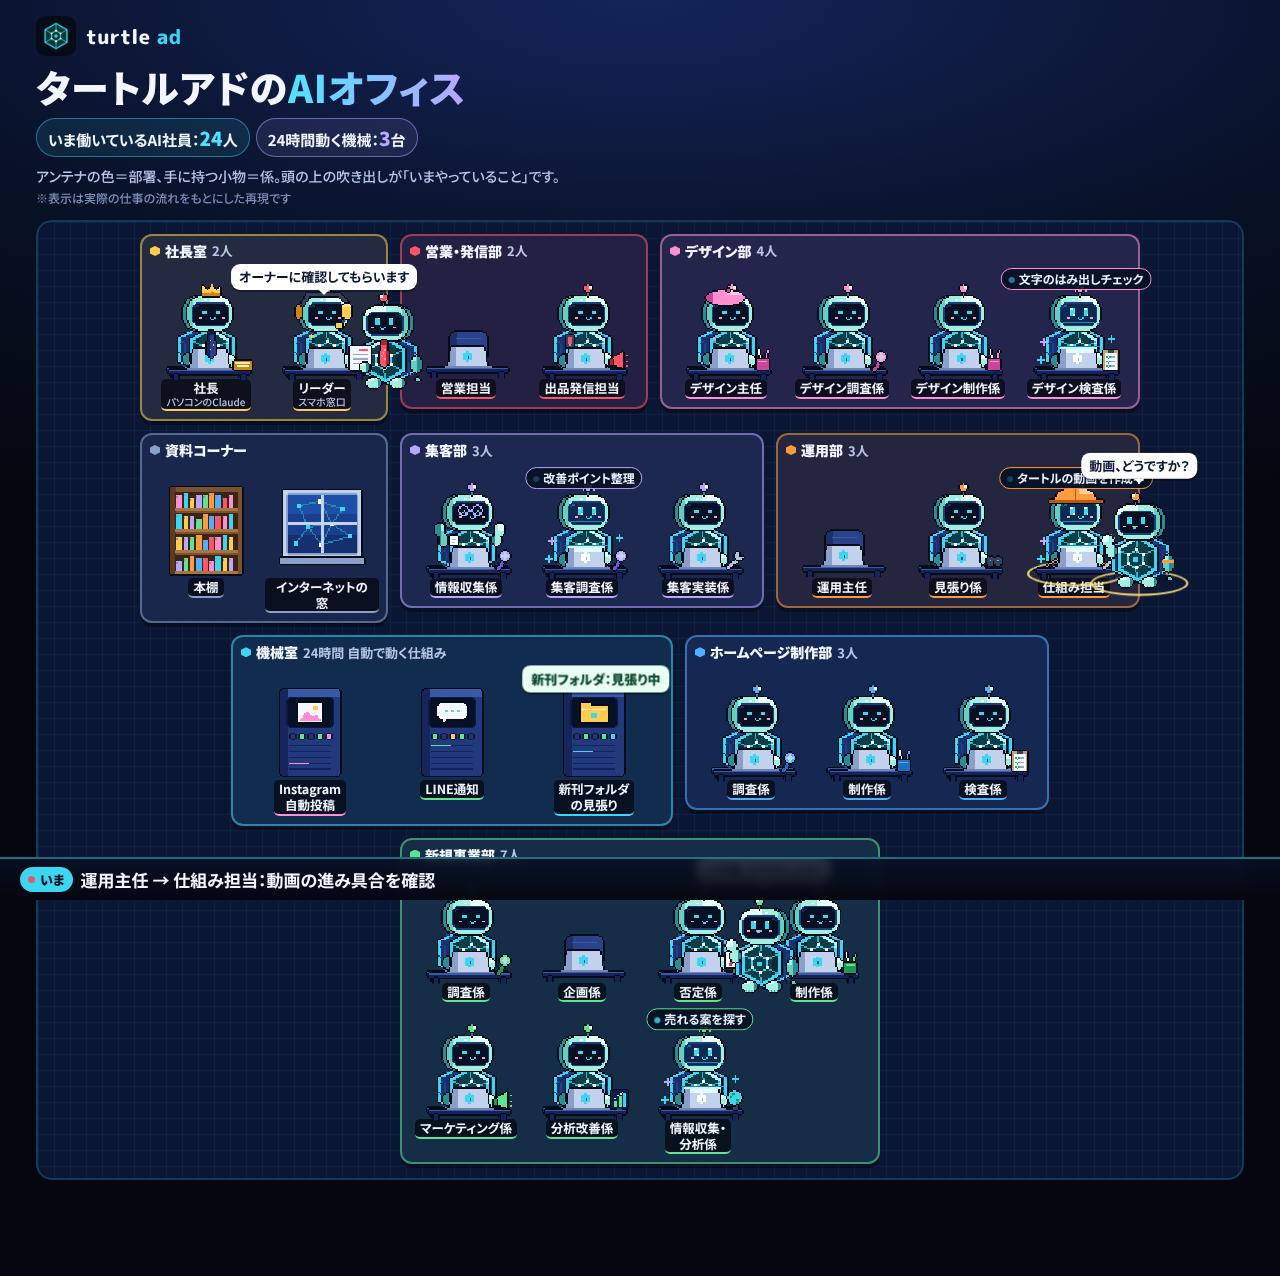 turtle ad
タートルアドのAIオフィス
いま働いているAI社員:24人
24時間動く機械:3台
アンテナの色＝部署、手に持つ小物＝係。頭の上の吹き出しが「いまやっていること」です。
※表示は実際の仕事の流れをもとにした再現です
社長室 2人
オーナーに確認してもらいます
社長
パソコンのClaude
リーダー
スマホ窓口
営業・発信部 2人
営業担当
出品発信担当
デザイン部 4人
文字のはみ出しチェック
デザイン主任
デザイン調査係
デザイン制作係
デザイン検査係
資料コーナー
本棚
インターネットの
窓
集客部 3人
改善ポイント整理
情報収集係
集客調査係
集客実装係
運用部 3人
動画、どうですか？
タートルの動画を作成
運用主任
見張り係
仕組み担当
機械室 24時間 自動で動く仕組み
新刊フォルダ：見張り中
Instagram
自動投稿
LINE通知
新刊フォルダ
の見張り
ホームページ制作部 3人
調査係
制作係
検査係
新規事業部 7人
いま 運用主任 → 仕組み担当：動画の進み具合を確認
調査係
企画係
否定係
制作係
売れる案を探す
マーケティング係
分析改善係
情報収集・
分析係